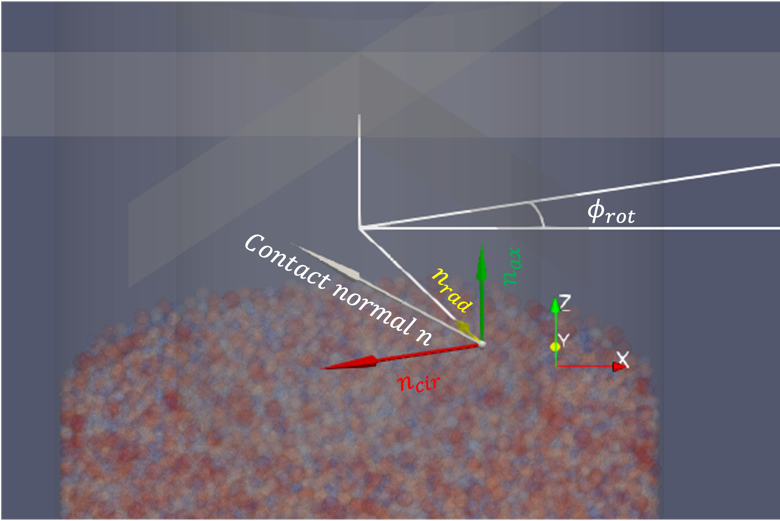 ϕrot
Contact normal n
nrad
nax
ncir
Z
Y
X